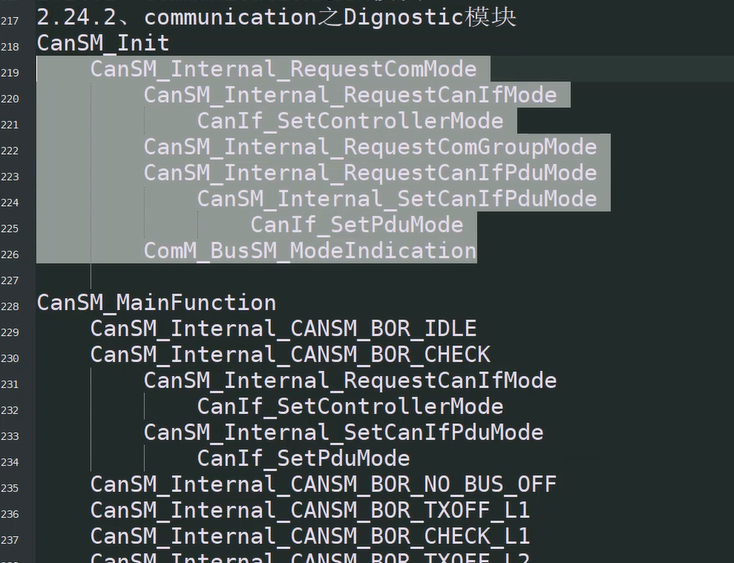 217 2.24.2、communication之Dignostic模块
218 CanSM_Init
219 CanSM_Internal_RequestComMode
220 CanSM_Internal_RequestCanIfMode
221 CanIf_SetControllerMode
222 CanSM_Internal_RequestComGroupMode
223 CanSM_Internal_RequestCanIfPduMode
224 CanSM_Internal_SetCanIfPduMode
225 CanIf_SetPduMode
226 ComM_BusSM_ModeIndication
227
228 CanSM_MainFunction
229 CanSM_Internal_CANSM_BOR_IDLE
230 CanSM_Internal_CANSM_BOR_CHECK
231 CanSM_Internal_RequestCanIfMode
232 CanIf_SetControllerMode
233 CanSM_Internal_SetCanIfPduMode
234 CanIf_SetPduMode
235 CanSM_Internal_CANSM_BOR_NO_BUS_OFF
236 CanSM_Internal_CANSM_BOR_TXOFF_L1
237 CanSM_Internal_CANSM_BOR_CHECK_L1
CanSM_Internal_CANSM_BOR_TXOFF_L2